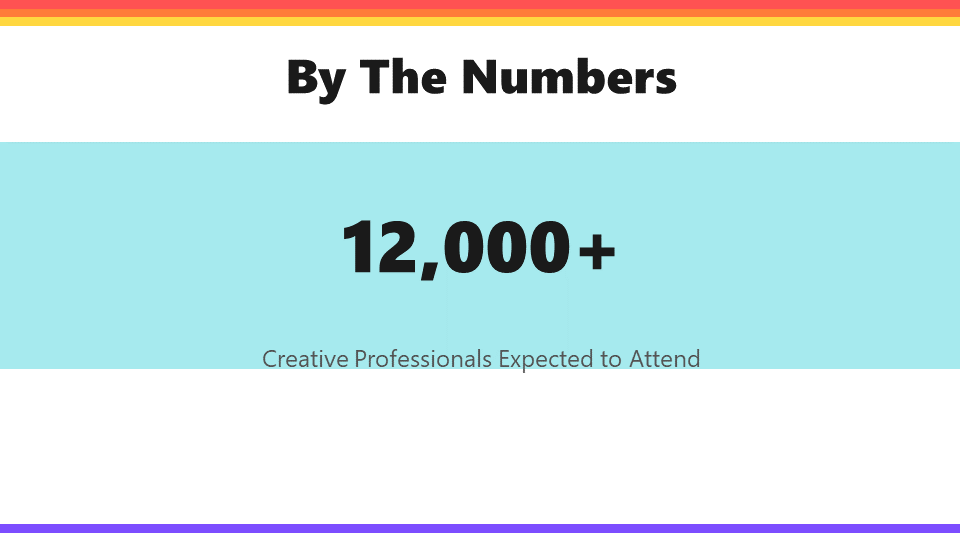 By The Numbers
12,000+
Creative Professionals Expected to Attend